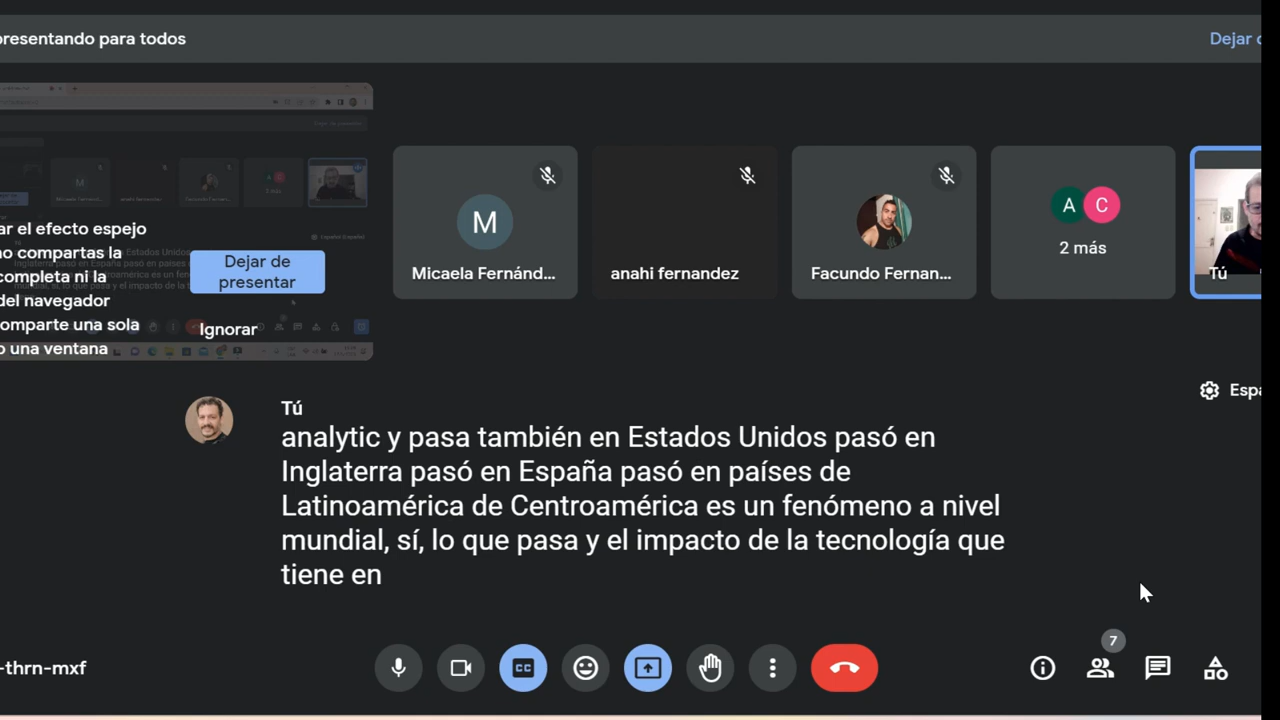 presentando para todos
Dejar
ar el efecto espejo
no compartas la
completa ni la
del navegador
comparte una sola
o una ventana
Dejar de
presentar
Ignorar
M
Micaela Fernánd...
anahi fernandez
Facundo Fernan...
A C
2 más
Tú
Espa
Tú
analytic y pasa también en Estados Unidos pasó en
Inglaterra pasó en España pasó en países de
Latinoamérica de Centroamérica es un fenómeno a nivel
mundial, sí, lo que pasa y el impacto de la tecnología que
tiene en
-thrn-mxf
CC
7